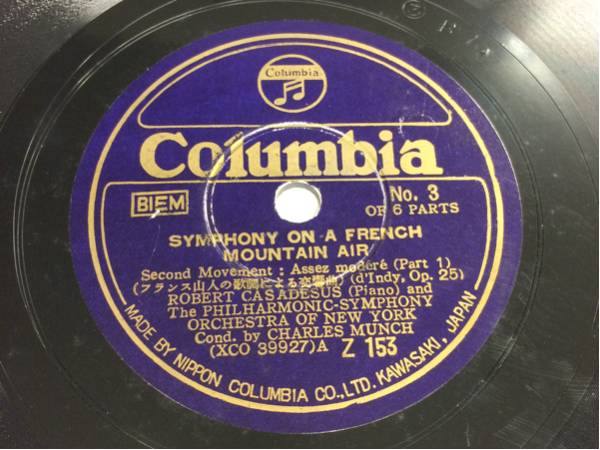 Columbia
Columbia
BIEM
No. 3
OF 6 PARTS
SYMPHONY ON A FRENCH
MOUNTAIN AIR
Second Movement : Assez modéré (Part 1)
(フランス山人の歌謡による交響曲) (d'Indy, Op. 25)
ROBERT CASADESUS (Piano) and
The PHILHARMONIC-SYMPHONY
ORCHESTRA OF NEW YORK
Cond. by CHARLES MUNCH
(XCO 39927)A Z 153
MADE BY NIPPON COLUMBIA CO., LTD. KAWASAKI, JAPAN